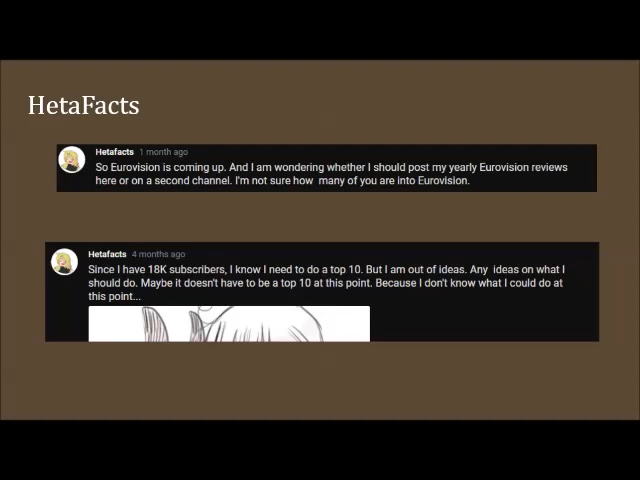 HetaFacts
Hetafacts 1 month ago
So Eurovision is coming up. And I am wondering whether I should post my yearly Eurovision reviews
here or on a second channel. I'm not sure how many of you are into Eurovision.
Hetafacts 4 months ago
Since I have 18K subscribers, I know I need to do a top 10. But I am out of ideas. Any ideas on what I
should do. Maybe it doesn't have to be a top 10 at this point. Because I don't know what I could do at
this point...